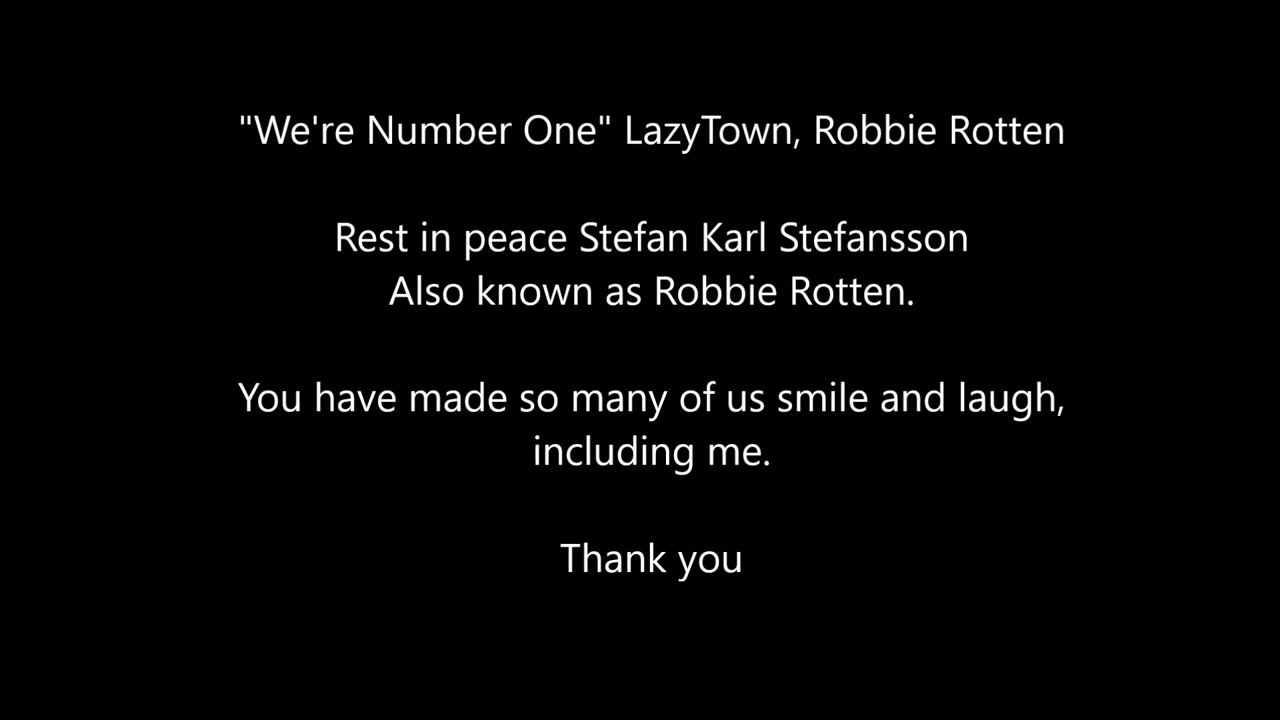 "We're Number One" LazyTown, Robbie Rotten
Rest in peace Stefan Karl Stefansson
Also known as Robbie Rotten.
You have made so many of us smile and laugh,
including me.
Thank you